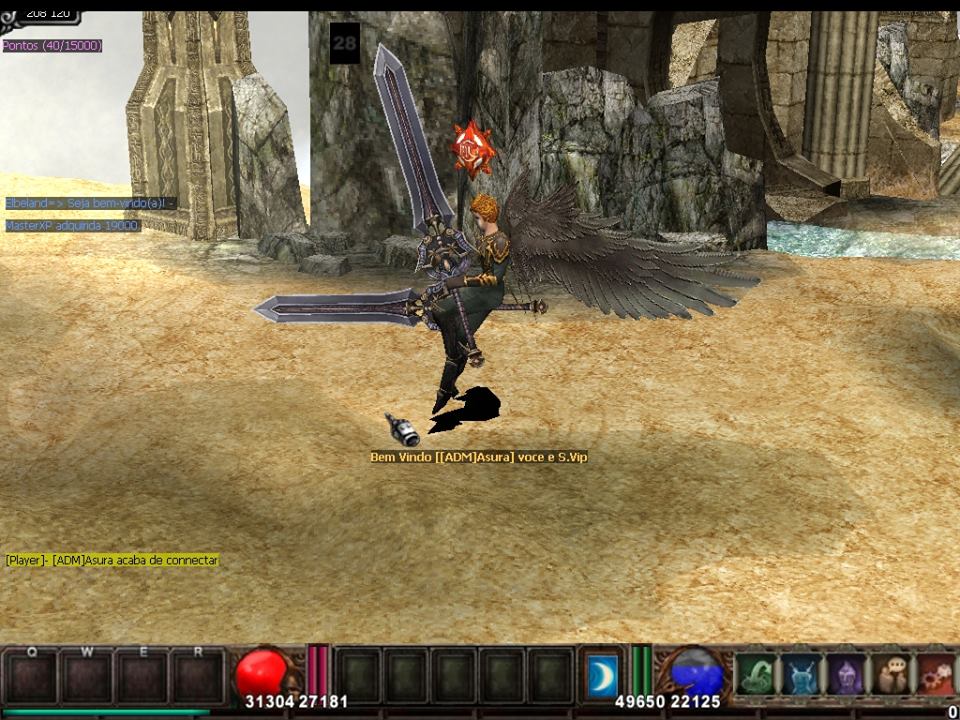 208 120
Pontos (40/15000)
28
Elbeland=> Seja bem-vindo(a)! -
MasterXP adquirida 19000
Bem Vindo [[ADM]Asura] voce e S.Vip
[Player]- [ADM]Asura acaba de connectar
Q W E R
31304 27181
49650 22125
0